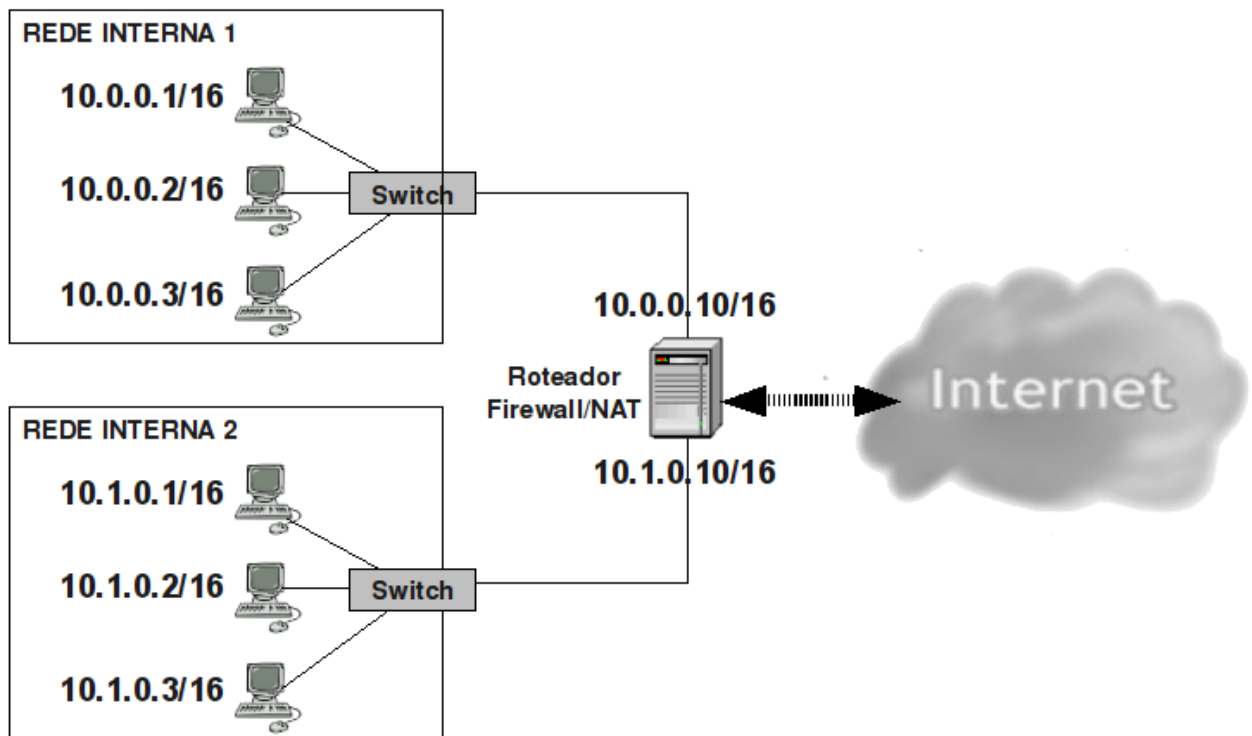 REDE INTERNA 1
10.0.0.1/16
10.0.0.2/16
Switch
10.0.0.3/16
10.0.0.10/16
Roteador
Firewall/NAT
Internet
10.1.0.10/16
REDE INTERNA 2
10.1.0.1/16
10.1.0.2/16
Switch
10.1.0.3/16